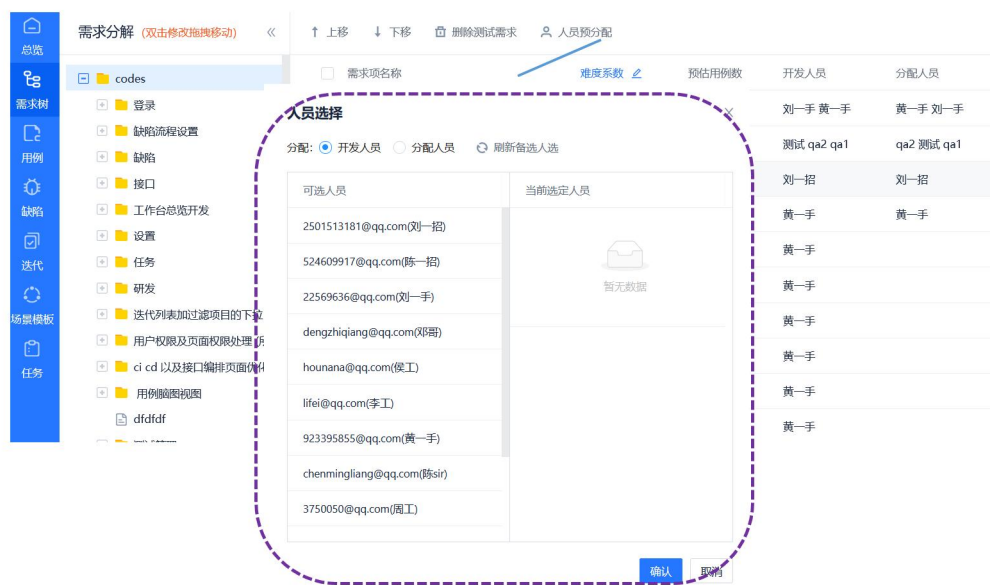 总览
需求树
用例
缺陷
迭代
场景模板
任务
需求分解 (双击修改拖拽移动)
codes
登录
缺陷流程设置
缺陷
接口
工作台总览开发
设置
任务
研发
迭代列表加过滤项目的下拉
用户权限及页面权限处理
ci cd 以及接口编排页面优化
用例脑图视图
dfdfdf
上移 下移 删除测试需求 人员预分配
需求项名称 难度系数 预估用例数 开发人员 分配人员
刘一手 黄一手 黄一手 刘一手
测试 qa2 qa1 qa2 测试 qa1
刘一招 刘一招
黄一手 黄一手
黄一手
黄一手
黄一手
黄一手
黄一手
黄一手
人员选择
分配: 开发人员 分配人员 刷新备选人选
可选人员 当前选定人员
2501513181@qq.com(刘一招)
524609917@qq.com(陈一招)
22569636@qq.com(刘一手)
dengzhiqiang@qq.com(邓哥)
hounana@qq.com(侯工)
lifei@qq.com(李工)
923395855@qq.com(黄一手)
chenmingliang@qq.com(陈sir)
3750050@qq.com(周工)
暂无数据
确认 取消